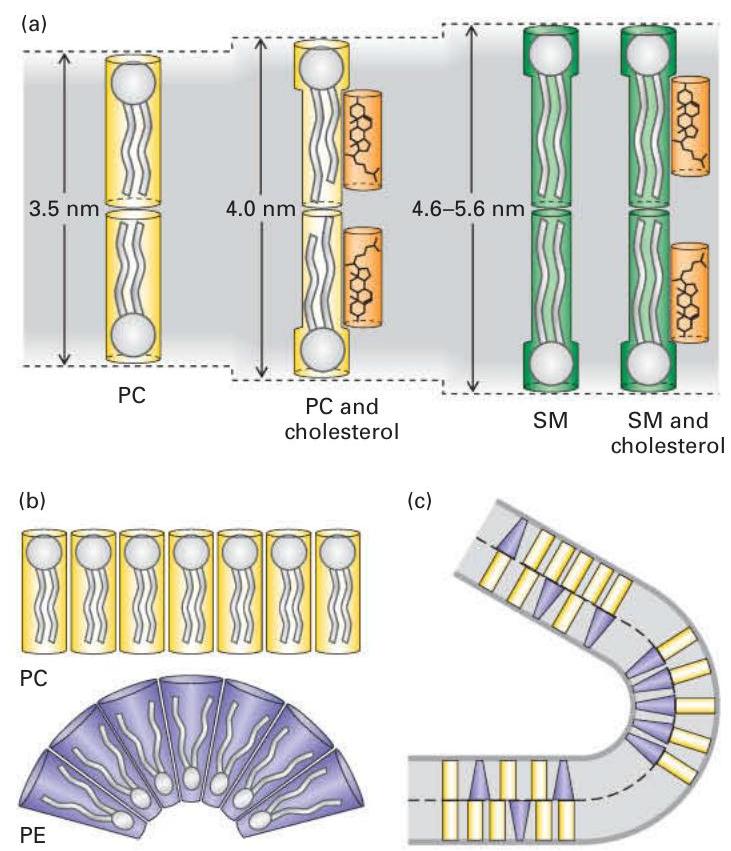 (a)
3.5 nm
4.0 nm
4.6–5.6 nm
PC
PC and
cholesterol
SM
SM and
cholesterol
(b)
(c)
PC
PE